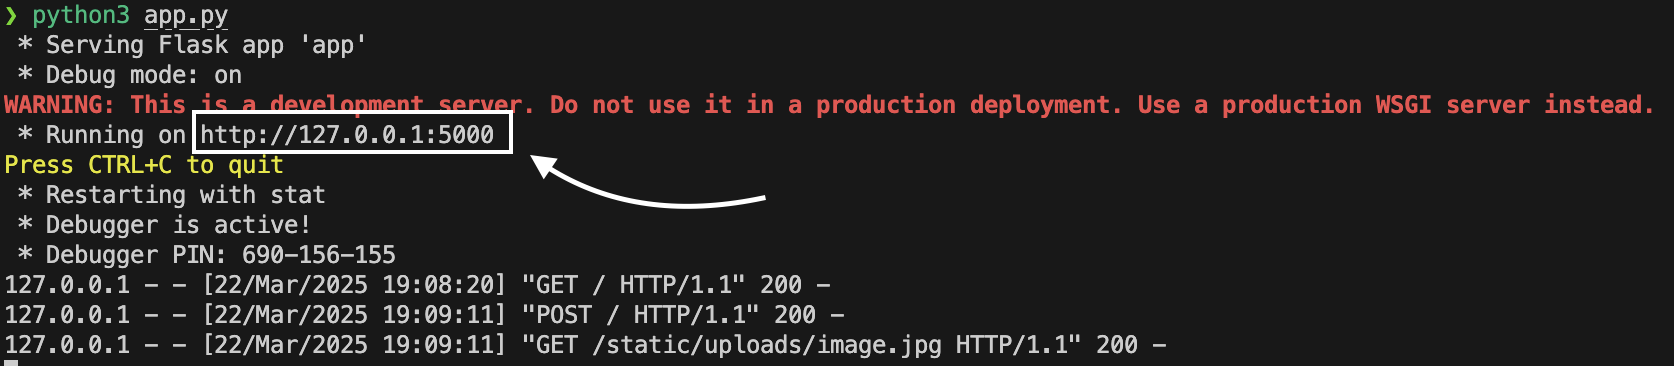 ❯ python3 app.py
 * Serving Flask app 'app'
 * Debug mode: on
WARNING: This is a development server. Do not use it in a production deployment. Use a production WSGI server instead.
 * Running on http://127.0.0.1:5000
Press CTRL+C to quit
 * Restarting with stat
 * Debugger is active!
 * Debugger PIN: 690-156-155
127.0.0.1 - - [22/Mar/2025 19:08:20] "GET / HTTP/1.1" 200 -
127.0.0.1 - - [22/Mar/2025 19:09:11] "POST / HTTP/1.1" 200 -
127.0.0.1 - - [22/Mar/2025 19:09:11] "GET /static/uploads/image.jpg HTTP/1.1" 200 -